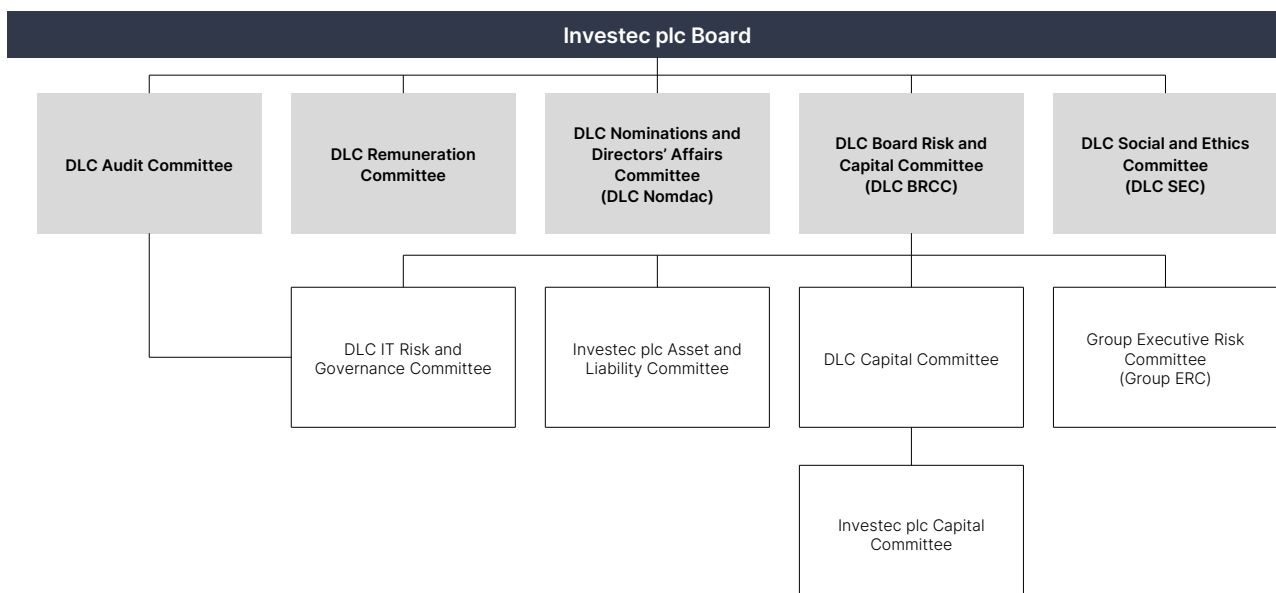 Investec plc Board
DLC Audit Committee
DLC Remuneration
Committee
DLC Nominations and
Directors’ Affairs
Committee
(DLC Nomdac)
DLC Board Risk and
Capital Committee
(DLC BRCC)
DLC Social and Ethics
Committee
(DLC SEC)
DLC IT Risk and
Governance Committee
Investec plc Asset and
Liability Committee
DLC Capital Committee
Group Executive Risk
Committee
(Group ERC)
Investec plc Capital
Committee